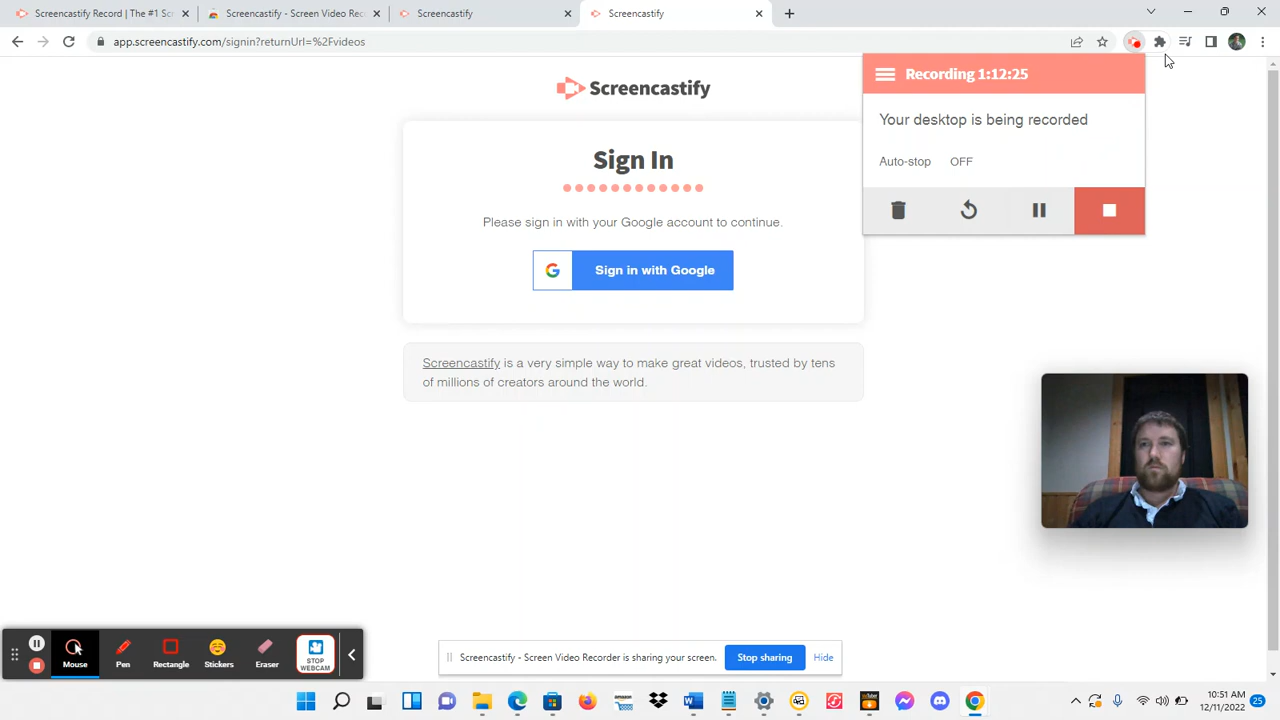 Screencastify Record | The #1 Scr
Screencastify - Screen Video Rec
Screencastify
Screencastify
app.screencastify.com/signin?returnUrl=%2Fvideos
Screencastify
Sign In
Please sign in with your Google account to continue.
Sign in with Google
Screencastify is a very simple way to make great videos, trusted by tens
of millions of creators around the world.
Recording 1:12:25
Your desktop is being recorded
Auto-stop OFF
Mouse
Pen
Rectangle
Stickers
Eraser
STOP
WEBCAM
Screencastify - Screen Video Recorder is sharing your screen.
Stop sharing
Hide
amazon
10:51 AM
12/11/2022
25